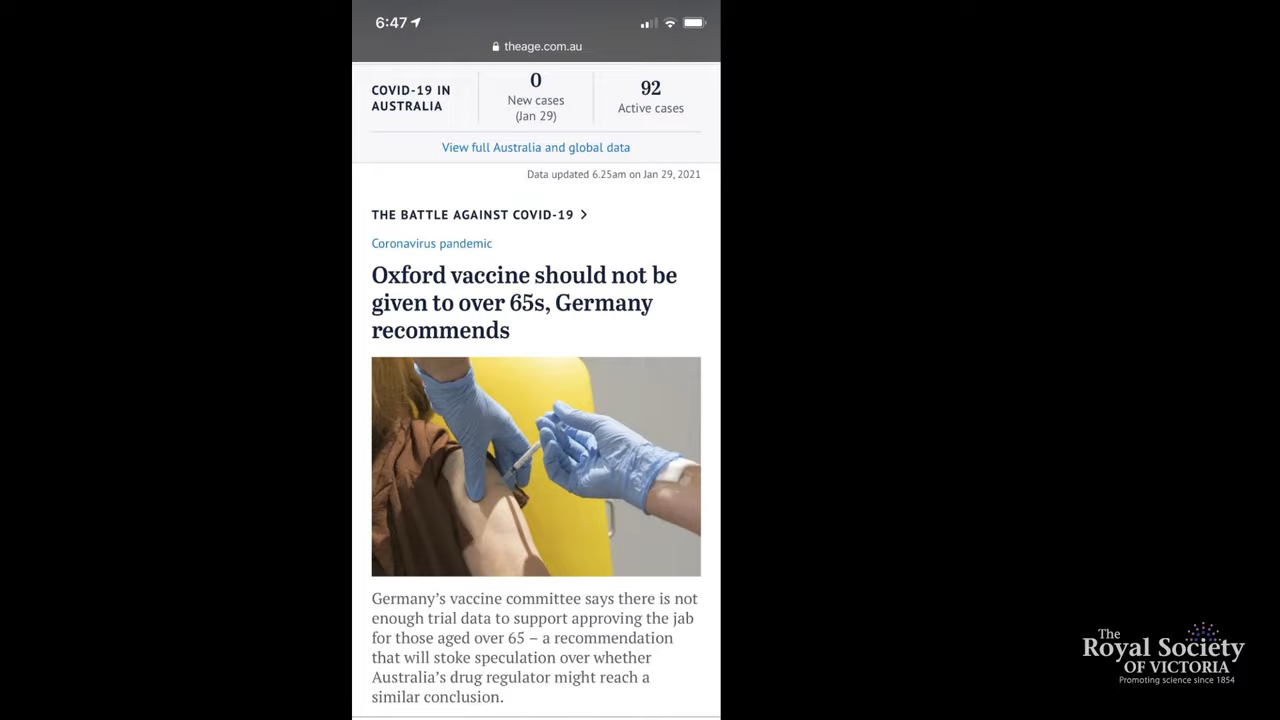 6:47
theage.com.au
COVID-19 IN
AUSTRALIA
0
New cases
(Jan 29)
92
Active cases
View full Australia and global data
Data updated 6.25am on Jan 29, 2021
THE BATTLE AGAINST COVID-19 >
Coronavirus pandemic
Oxford vaccine should not be
given to over 65s, Germany
recommends
Germany’s vaccine committee says there is not
enough trial data to support approving the jab
for those aged over 65 – a recommendation
that will stoke speculation over whether
Australia’s drug regulator might reach a
similar conclusion.
The
Royal Society
OF VICTORIA
Promoting science since 1854